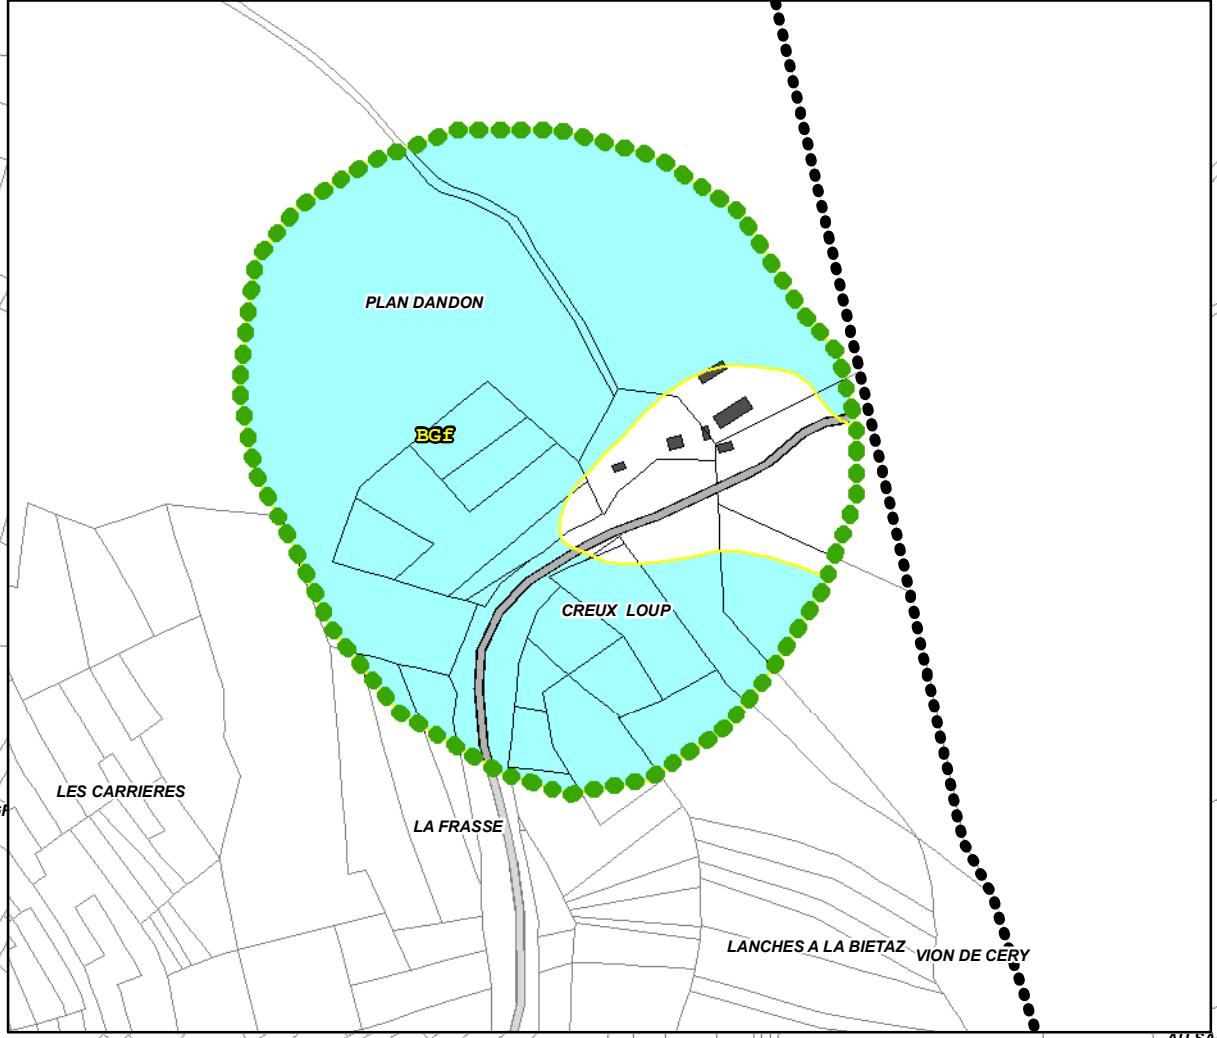 PLAN DANDON
BGf
CREUX LOUP
LES CARRIERES
LA FRASSE
LANCHES A LA BIETAZ
VION DE CERY